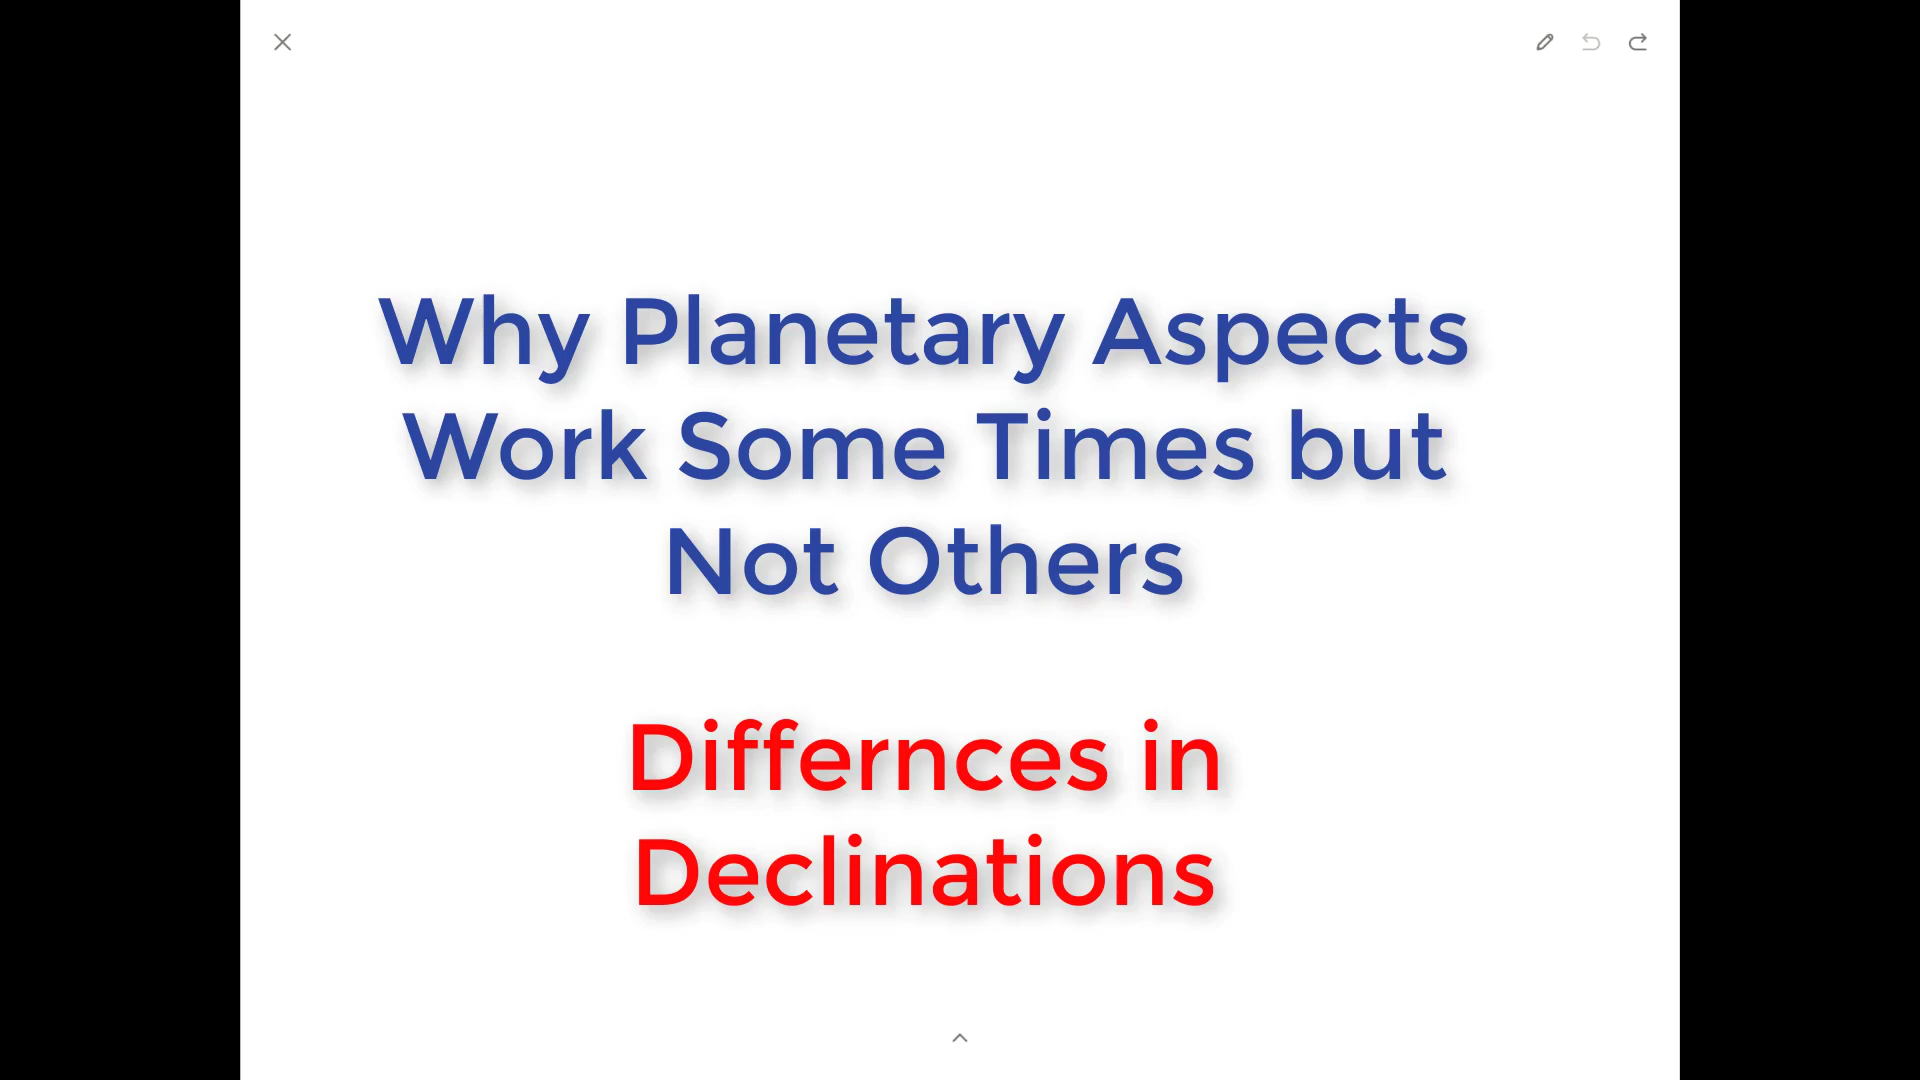 Why Planetary Aspects
Work Some Times but
Not Others
Differnces in
Declinations